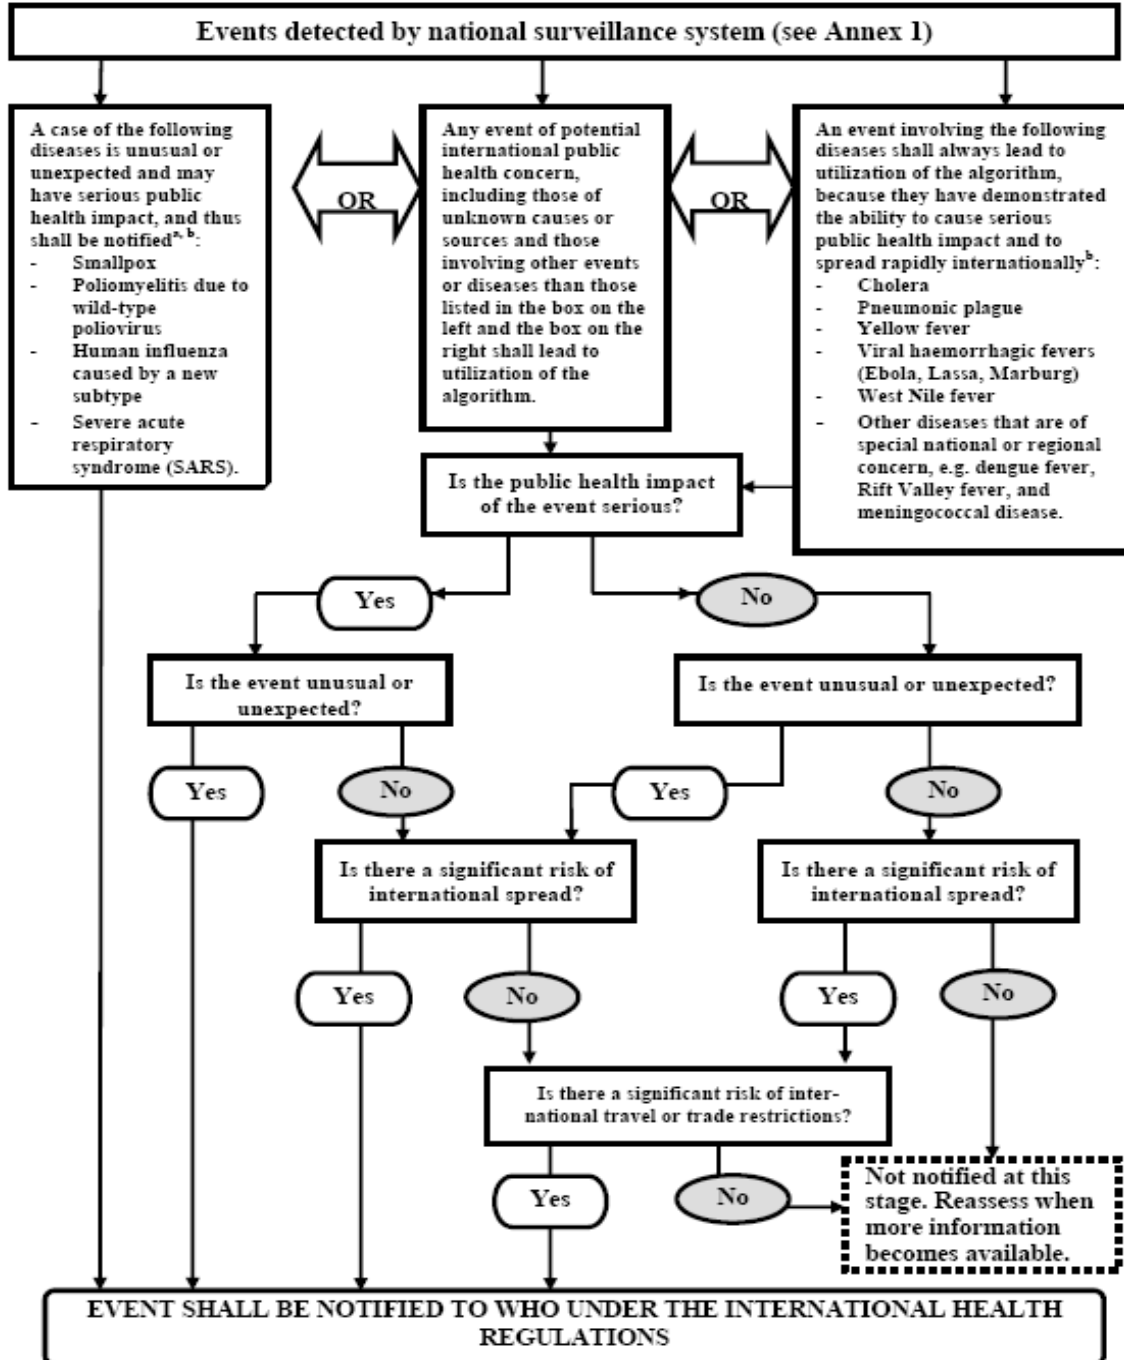 Events detected by national surveillance system (see Annex 1)
A case of the following
diseases is unusual or
unexpected and may
have serious public
health impact, and thus
shall be notifiedᵃ, ᵇ:
- Smallpox
- Poliomyelitis due to
wild-type
poliovirus
- Human influenza
caused by a new
subtype
- Severe acute
respiratory
syndrome (SARS).
OR
Any event of potential
international public
health concern,
including those of
unknown causes or
sources and those
involving other events
or diseases than those
listed in the box on the
left and the box on the
right shall lead to
utilization of the
algorithm.
OR
An event involving the following
diseases shall always lead to
utilization of the algorithm,
because they have demonstrated
the ability to cause serious
public health impact and to
spread rapidly internationallyᵇ:
- Cholera
- Pneumonic plague
- Yellow fever
- Viral haemorrhagic fevers
(Ebola, Lassa, Marburg)
- West Nile fever
- Other diseases that are of
special national or regional
concern, e.g. dengue fever,
Rift Valley fever, and
meningococcal disease.
Is the public health impact
of the event serious?
Yes
No
Is the event unusual or
unexpected?
Is the event unusual or unexpected?
Yes
No
Yes
No
Is there a significant risk of
international spread?
Is there a significant risk of
international spread?
Yes
No
Yes
No
Is there a significant risk of inter-
national travel or trade restrictions?
Yes
No
Not notified at this
stage. Reassess when
more information
becomes available.
EVENT SHALL BE NOTIFIED TO WHO UNDER THE INTERNATIONAL HEALTH
REGULATIONS